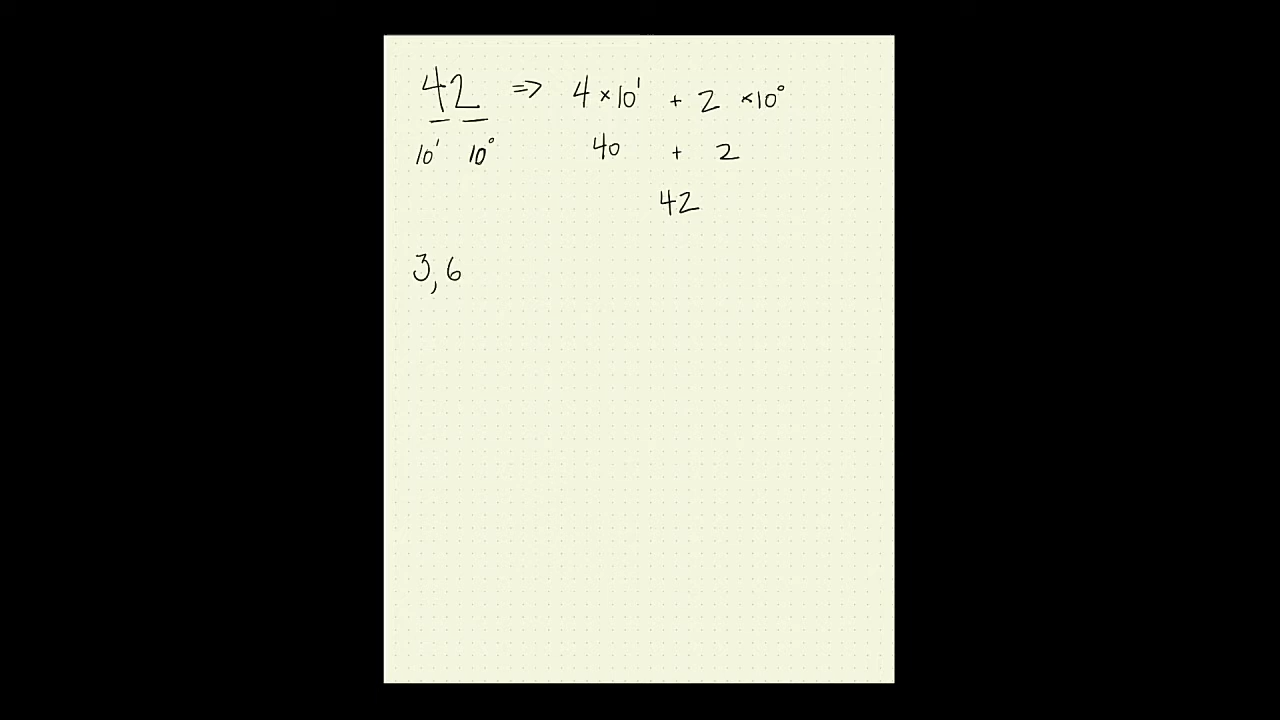 42 => 4 × 10¹ + 2 × 10⁰
10¹ 10⁰ 40 + 2
42
3,6